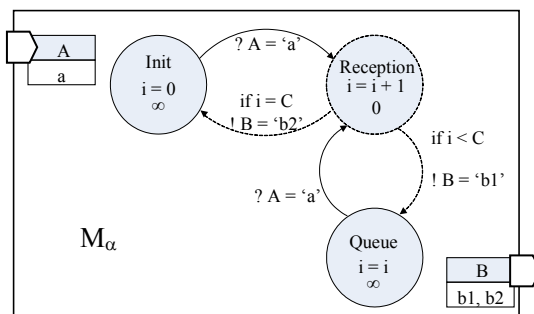 A
a
Init
i = 0
∞
? A = ‘a’
Reception
i = i + 1
0
if i = C
! B = ‘b2’
if i < C
! B = ‘b1’
? A = ‘a’
Queue
i = i
∞
Mα
B
b1, b2